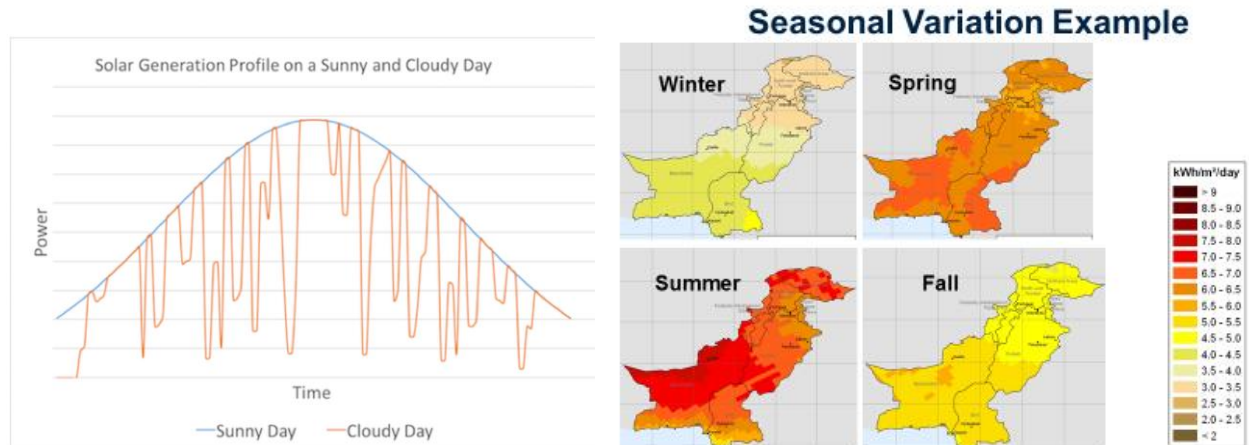 Seasonal Variation Example
Solar Generation Profile on a Sunny and Cloudy Day
Power
Time
Sunny Day
Cloudy Day
Winter
Spring
Summer
Fall
kWh/m²/day
> 9
8.5 - 9.0
8.0 - 8.5
7.5 - 8.0
7.0 - 7.5
6.5 - 7.0
6.0 - 6.5
5.5 - 6.0
5.0 - 5.5
4.5 - 5.0
4.0 - 4.5
3.5 - 4.0
3.0 - 3.5
2.5 - 3.0
2.0 - 2.5
< 2